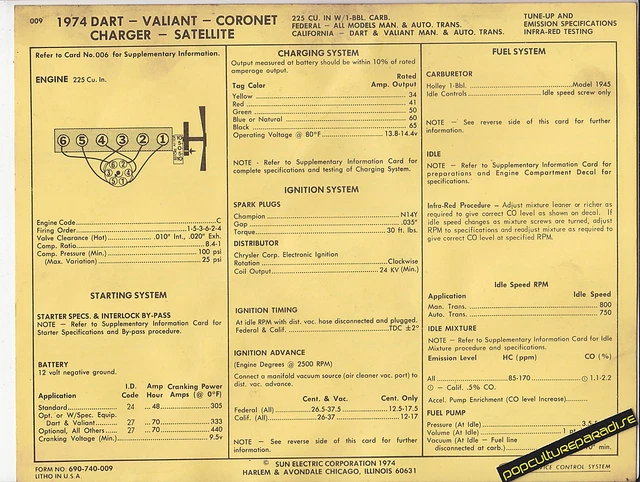 009 1974 DART – VALIANT – CORONET
CHARGER – SATELLITE
225 CU. IN W/1-BBL. CARB.
FEDERAL – ALL MODELS MAN. & AUTO. TRANS.
CALIFORNIA – DART & VALIANT MAN. & AUTO. TRANS.
TUNE-UP AND
EMISSION SPECIFICATIONS
INFRA-RED TESTING
Refer to Card No.006 for Supplementary Information.
ENGINE 225 Cu. In.
6 5 4 3 2 1
Engine Code C
Firing Order 1-5-3-6-2-4
Valve Clearance (Hot) .010" Int., .020" Exh.
Comp. Ratio 8.4-1
Comp. Pressure (Min.) 100 psi
(Max. Variation) 25 psi
STARTING SYSTEM
STARTER SPECS. & INTERLOCK BY-PASS
NOTE – Refer to Supplementary Information Card for
Starter Specifications and By-pass procedure.
BATTERY
12 volt negative ground.
I.D. Amp Cranking Power
Application Code Hour Amps (@ 0°F)
Standard 24 ... 48 305
Opt. or W/Spec. Equip.
Dart & Valiant 27 ... 70 333
Optional, All Others 27 ... 70 440
Cranking Voltage (Min.) 9.5v
CHARGING SYSTEM
Output measured at battery should be within 10% of rated
amperage output.
Rated
Tag Color Amp. Output
Yellow 34
Red 41
Green 50
Blue or Natural 60
Black 65
Operating Voltage @ 80°F 13.8-14.4v
NOTE - Refer to Supplementary Information Card for
complete specifications and testing of Charging System.
IGNITION SYSTEM
SPARK PLUGS
Champion N14Y
Gap .035"
Torque 30 ft. lbs.
DISTRIBUTOR
Chrysler Corp. Electronic Ignition
Rotation Clockwise
Coil Output 24 KV (Min.)
IGNITION TIMING
At idle RPM with dist. vac. hose disconnected and plugged.
Federal & Calif. TDC ±2°
IGNITION ADVANCE
(Engine Degrees @ 2500 RPM)
Connect a manifold vacuum source (air cleaner vac. port) to
dist. vac. advance.
Cent. & Vac. Cent. Only
Federal (All) 26.5-37.5 12.5-17.5
Calif. (All) 26-37 12-17
NOTE – See reverse side of this card for further
information.
FUEL SYSTEM
CARBURETOR
Holley 1-Bbl. Model 1945
Idle Controls Idle speed screw only
NOTE – See reverse side of this card for further
information.
IDLE
NOTE – Refer to Supplementary Information Card for
preparations and Engine Compartment Decal for
specifications.
Infra-Red Procedure – Adjust mixture leaner or richer as
required to give correct CO level as shown on decal. If
idle speed changes as mixture screws are turned, adjust
RPM to specifications and readjust mixture as required to
give correct CO level at specified RPM.
Idle Speed RPM
Application Idle Speed
Man. Trans. 800
Auto. Trans. 750
IDLE MIXTURE
NOTE – Refer to Supplementary Information Card for Idle
Mixture procedure and specifications.
Emission Level HC (ppm) CO (%)
All 85-170 ① 1.1-2.2
① – Calif. .5% CO.
Accel. Pump Enrichment (CO level Increase)
FUEL PUMP
Pressure (At Idle)
Volume (At Idle)
Vacuum (At Idle – Fuel line
disconnected at carb.)
FORM NO. 690-740-009
LITHO IN U.S.A.
© SUN ELECTRIC CORPORATION 1974
HARLEM & AVONDALE CHICAGO, ILLINOIS 60631
CONTROL SYSTEM
popcultureparadise